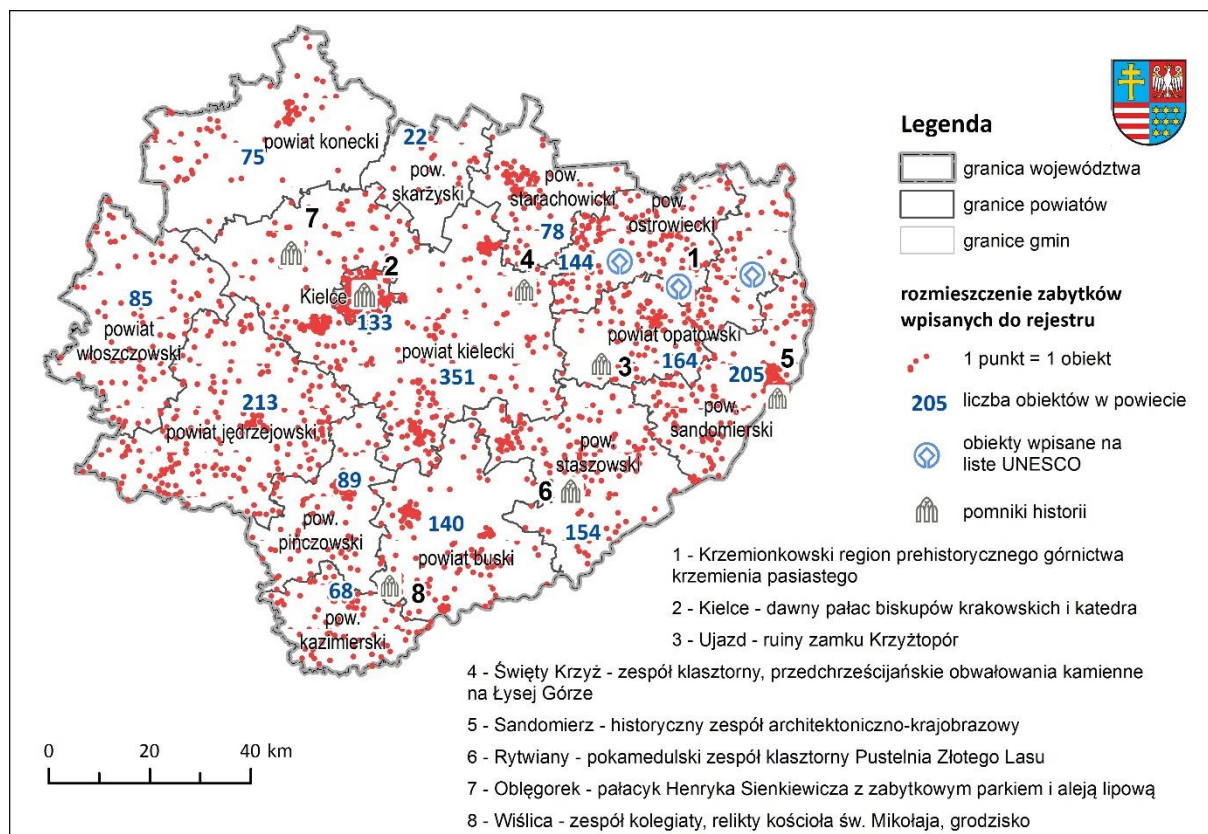 22
powiat konecki
75
pow.
skarżyski
pow.
starachowicki
pow.
ostrowiecki
7
78
2
4
144
1
85
Kielce
133
powiat
włoszczowski
powiat kielecki
351
powiat opatowski
3
164
5
205
213
powiat jędrzejowski
pow.
sandomierski
pow.
staszowski
89
6
pow.
pińczowski
140
154
powiat buski
68
8
pow.
kazimierski
0 20 40 km
Legenda
granica województwa
granice powiatów
granice gmin
rozmieszczenie zabytków
wpisanych do rejestru
1 punkt = 1 obiekt
205 liczba obiektów w powiecie
obiekty wpisane na
liste UNESCO
pomniki historii
1 - Krzemionkowski region prehistorycznego górnictwa
krzemienia pasiastego
2 - Kielce - dawny pałac biskupów krakowskich i katedra
3 - Ujazd - ruiny zamku Krzyżtopór
4 - Święty Krzyż - zespół klasztorny, przedchrześcijańskie obwałowania kamienne
na Łysej Górze
5 - Sandomierz - historyczny zespół architektoniczno-krajobrazowy
6 - Rytwiany - pokamedulski zespół klasztorny Pustelnia Złotego Lasu
7 - Oblęgorek - pałacyk Henryka Sienkiewicza z zabytkowym parkiem i aleją lipową
8 - Wiślica - zespół kolegiaty, relikty kościoła św. Mikołaja, grodzisko